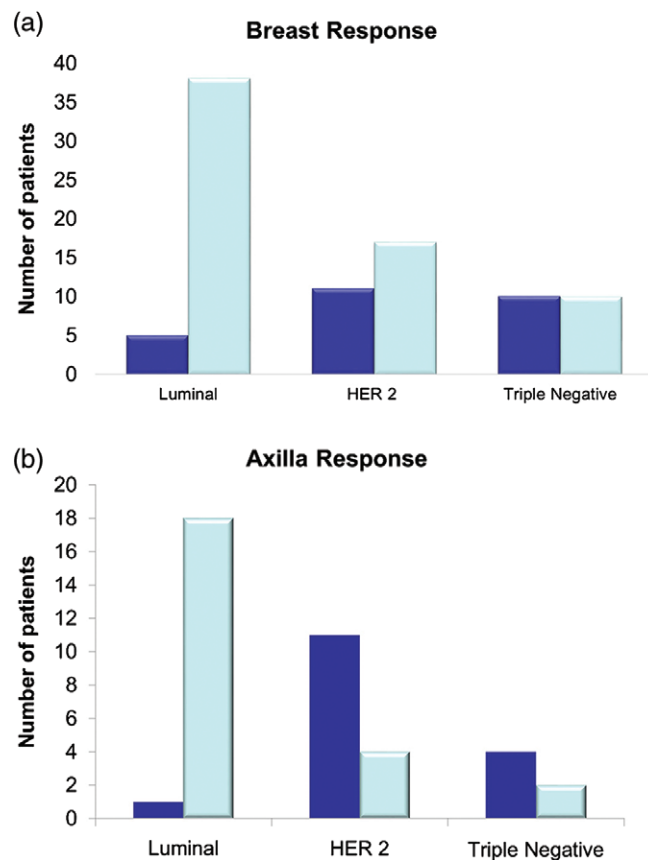 (a)
Breast Response
Number of patients
40
35
30
25
20
15
10
5
0
Luminal HER 2 Triple Negative
(b)
Axilla Response
Number of patients
20
18
16
14
12
10
8
6
4
2
0
Luminal HER 2 Triple Negative